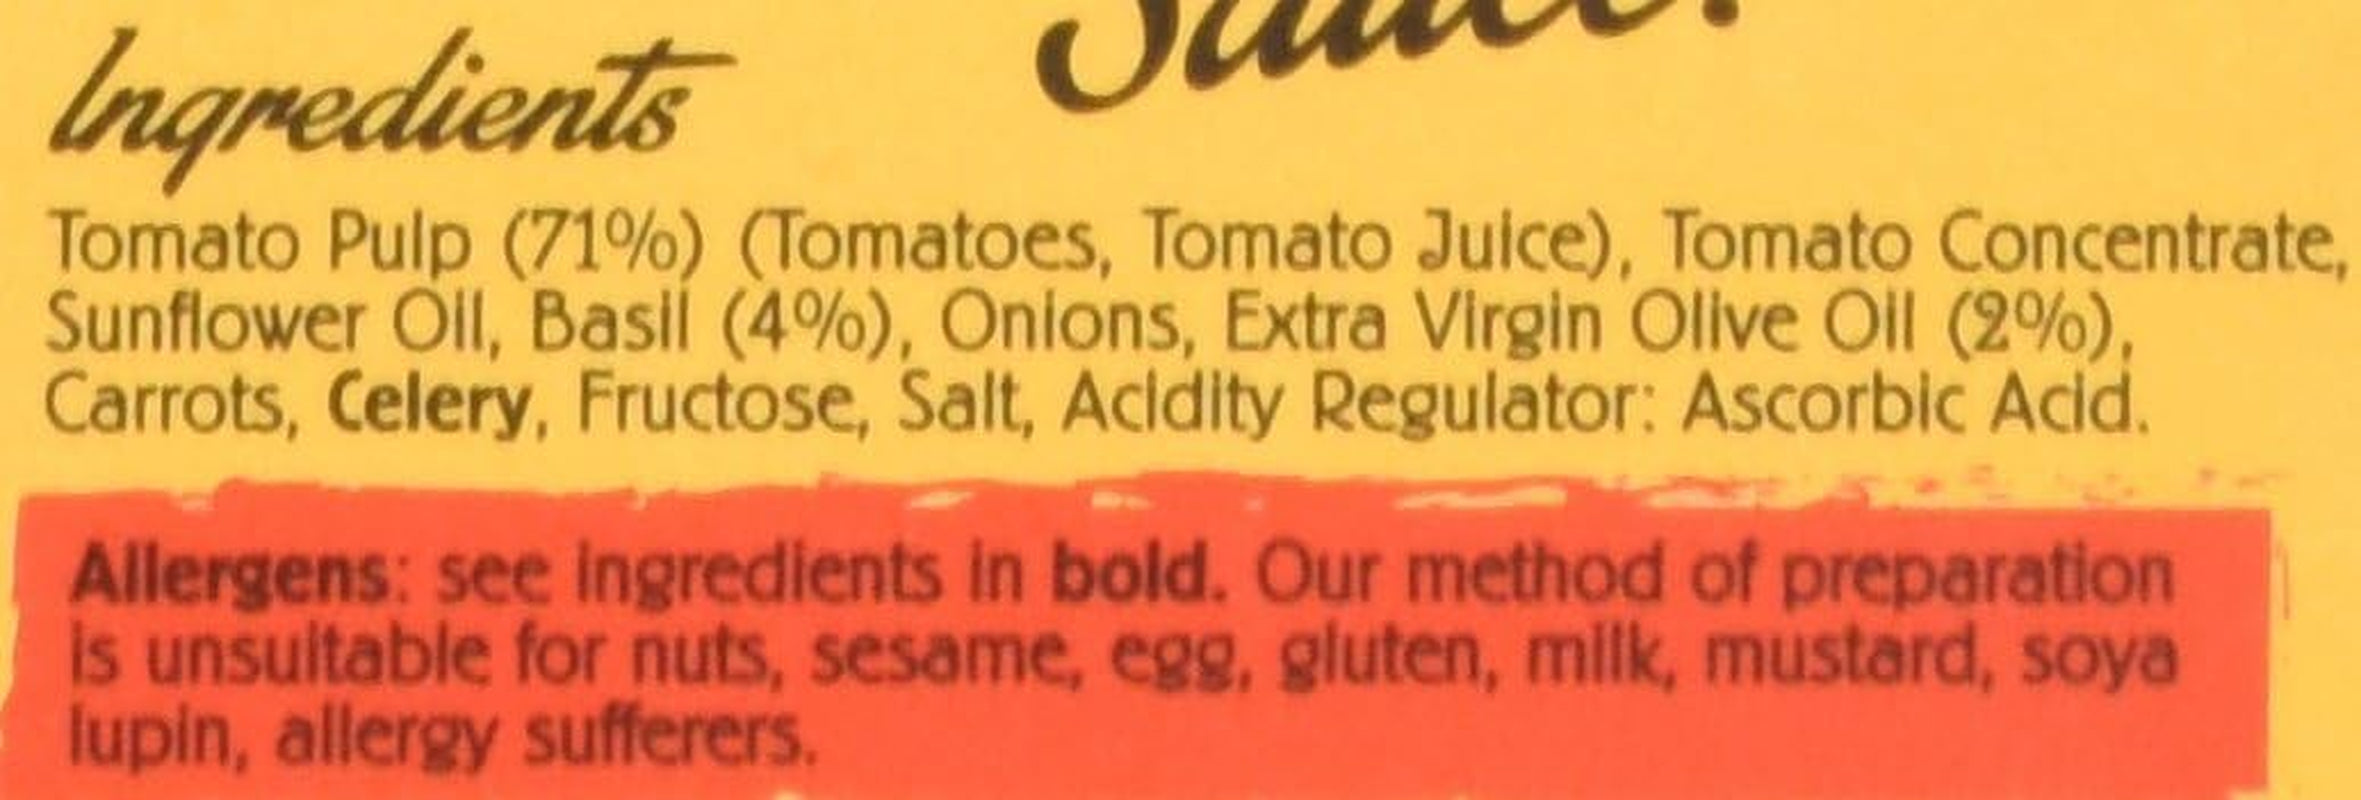 Sauce.
Ingredients
Tomato Pulp (71%) (Tomatoes, Tomato Juice), Tomato Concentrate,
Sunflower Oil, Basil (4%), Onions, Extra Virgin Olive Oil (2%),
Carrots, Celery, Fructose, Salt, Acidity Regulator: Ascorbic Acid.
Allergens: see ingredients in bold. Our method of preparation
is unsuitable for nuts, sesame, egg, gluten, milk, mustard, soya
lupin, allergy sufferers.